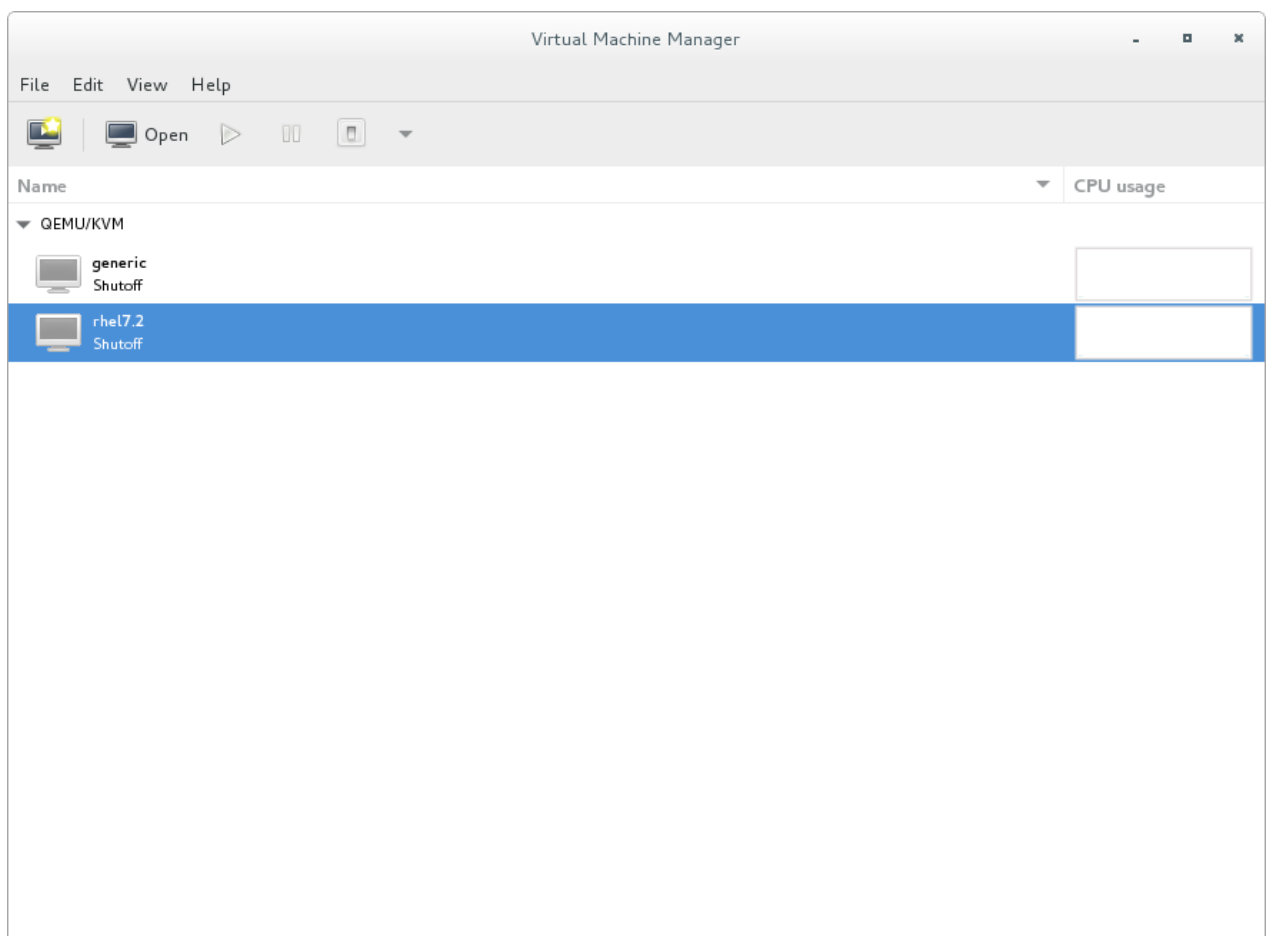 Virtual Machine Manager
File Edit View Help
Open
Name CPU usage
QEMU/KVM
generic
Shutoff
rhel7.2
Shutoff